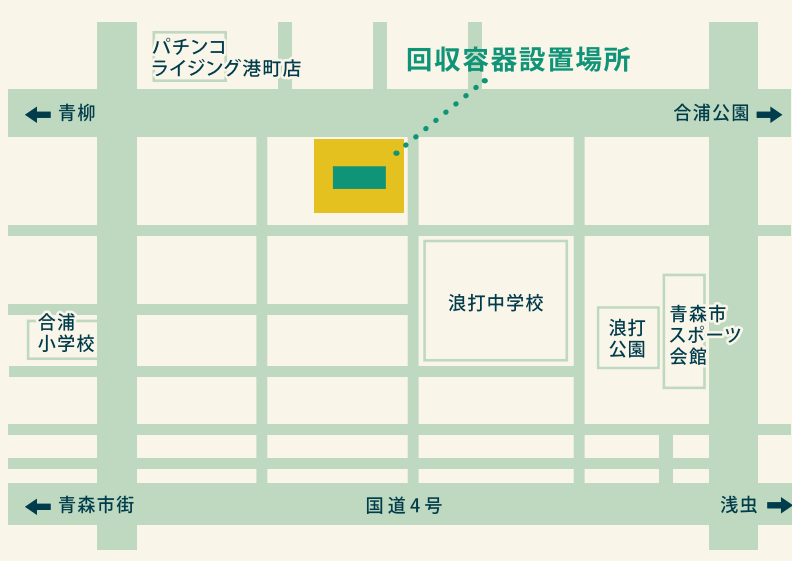 パチンコ
ライジング港町店
回収容器設置場所
青柳
合浦公園
浪打中学校
合浦
小学校
浪打
公園
青森市
スポーツ
会館
青森市街
国道4号
浅虫